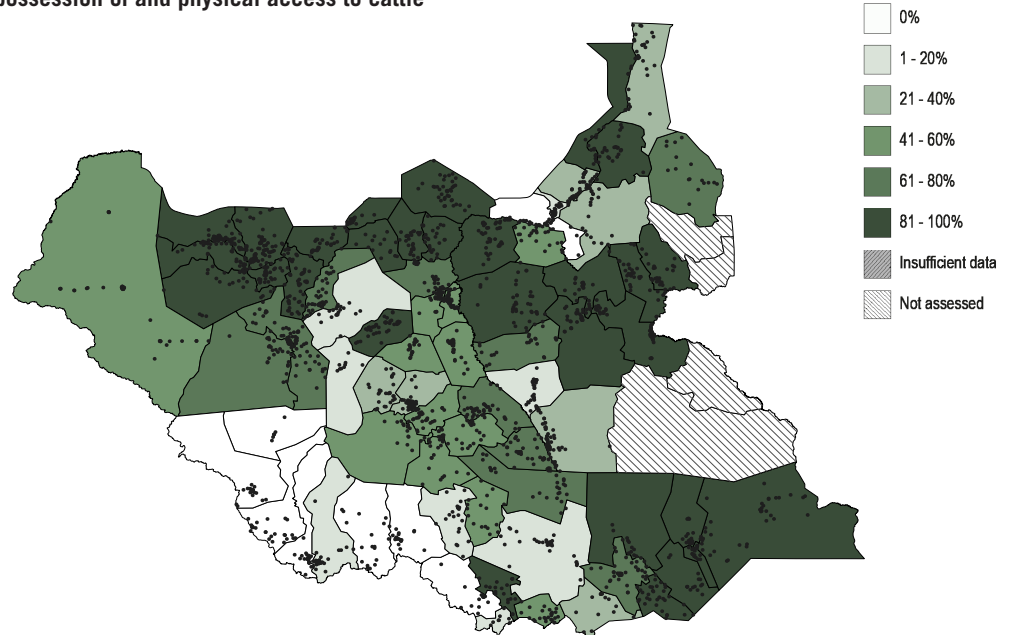 possession of and physical access to cattle
0%
1 - 20%
21 - 40%
41 - 60%
61 - 80%
81 - 100%
Insufficient data
Not assessed